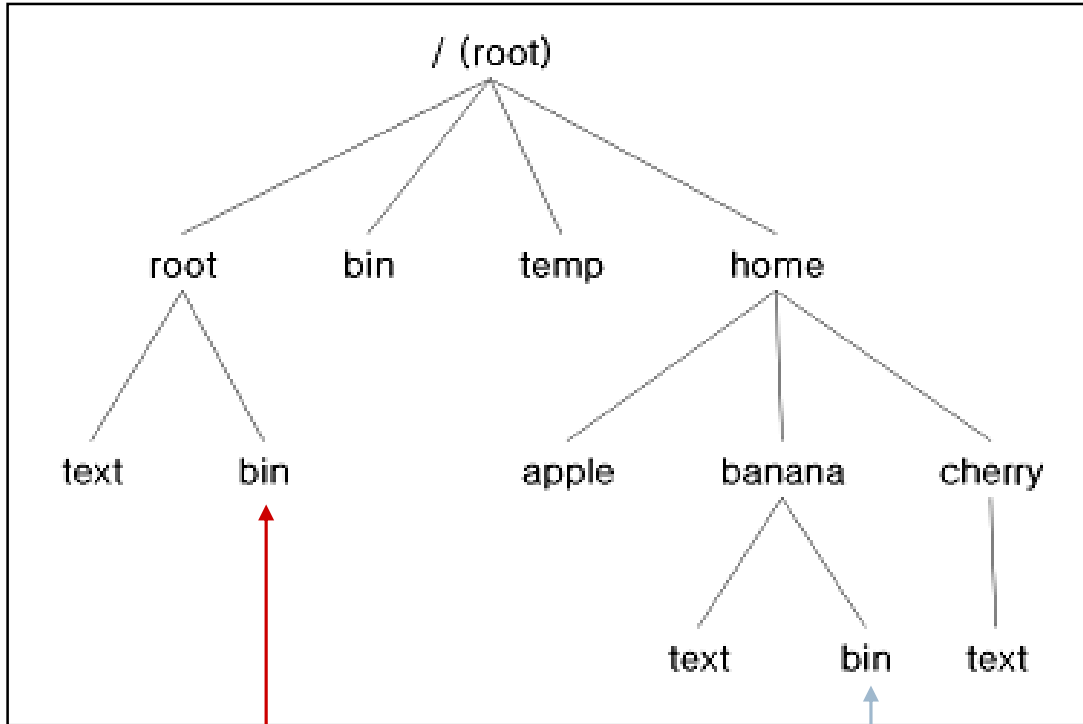 / (root)
root bin temp home
text bin apple banana cherry
text bin text